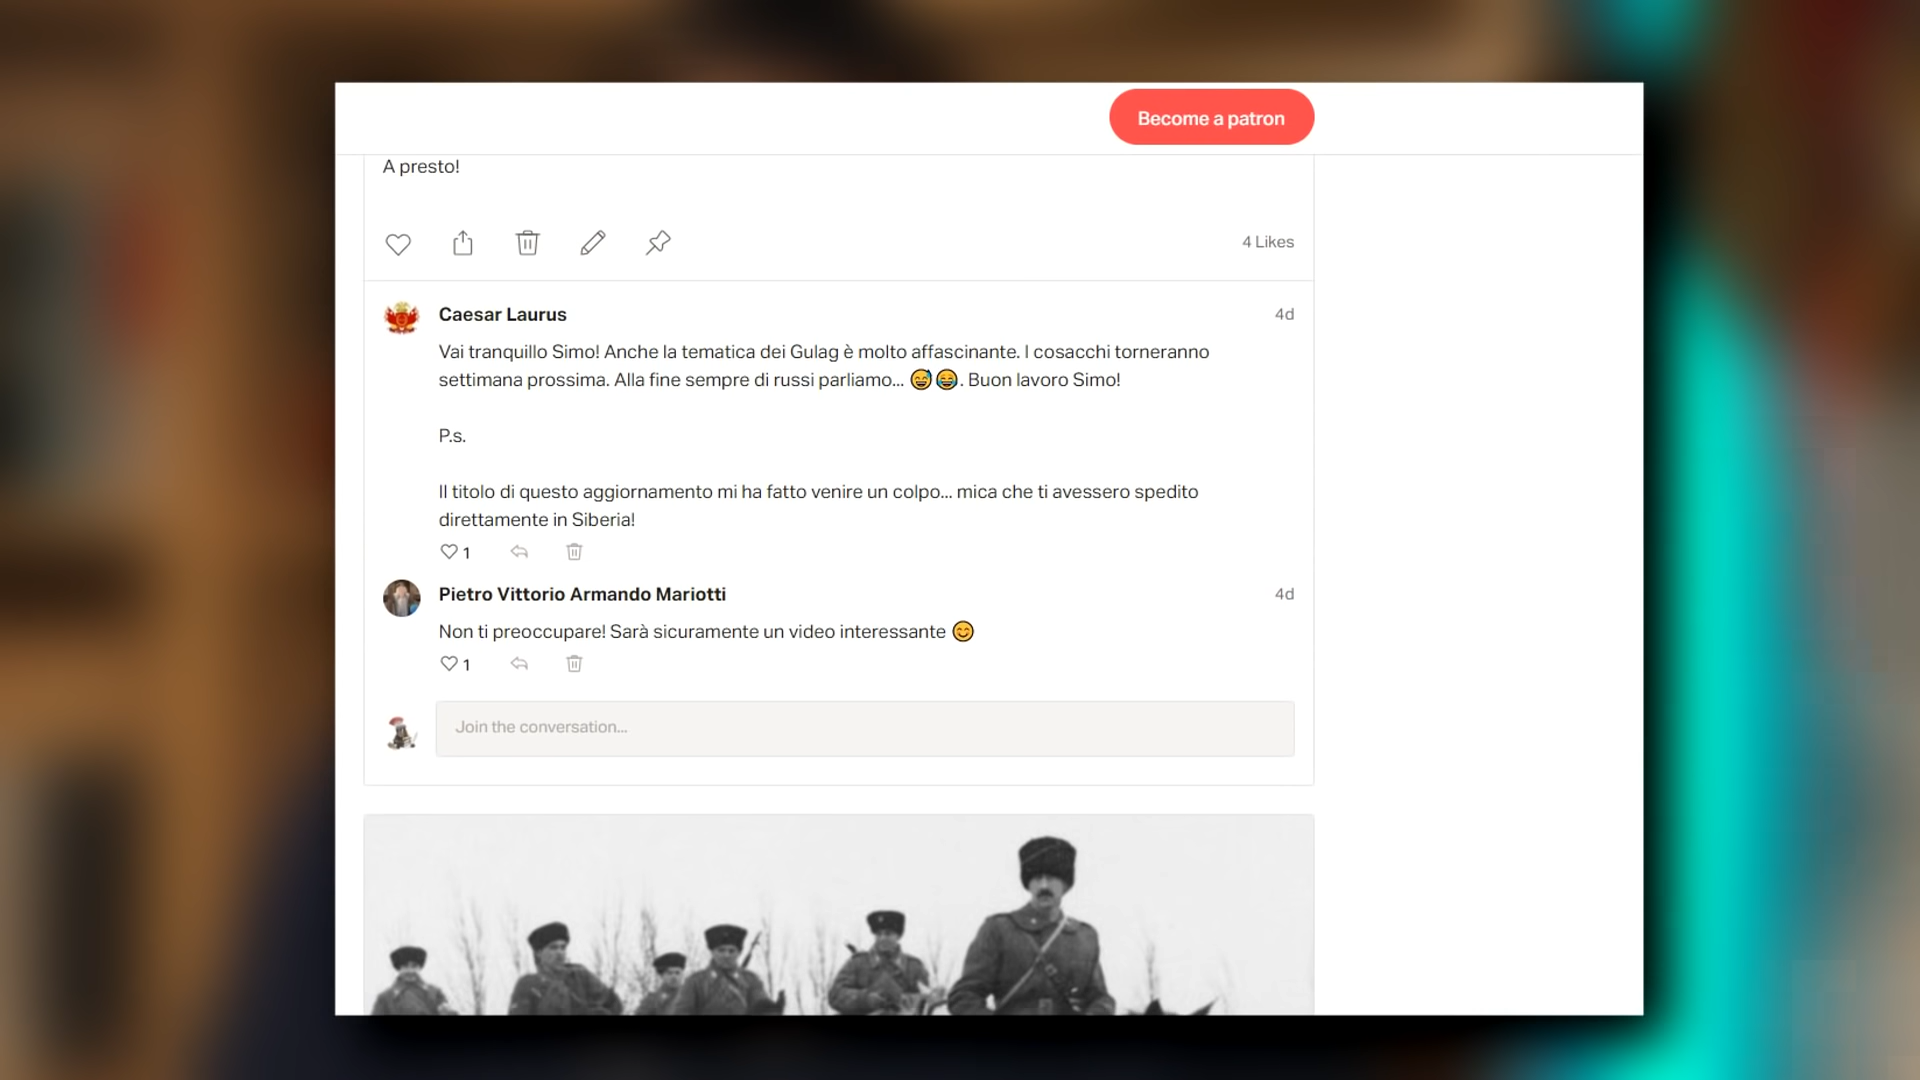 Become a patron
A presto!
4 Likes
Caesar Laurus
4d
Vai tranquillo Simo! Anche la tematica dei Gulag è molto affascinante. I cosacchi torneranno
settimana prossima. Alla fine sempre di russi parliamo... 😅😂. Buon lavoro Simo!
P.s.
Il titolo di questo aggiornamento mi ha fatto venire un colpo... mica che ti avessero spedito
direttamente in Siberia!
1
Pietro Vittorio Armando Mariotti
4d
Non ti preoccupare! Sarà sicuramente un video interessante 😊
1
Join the conversation...